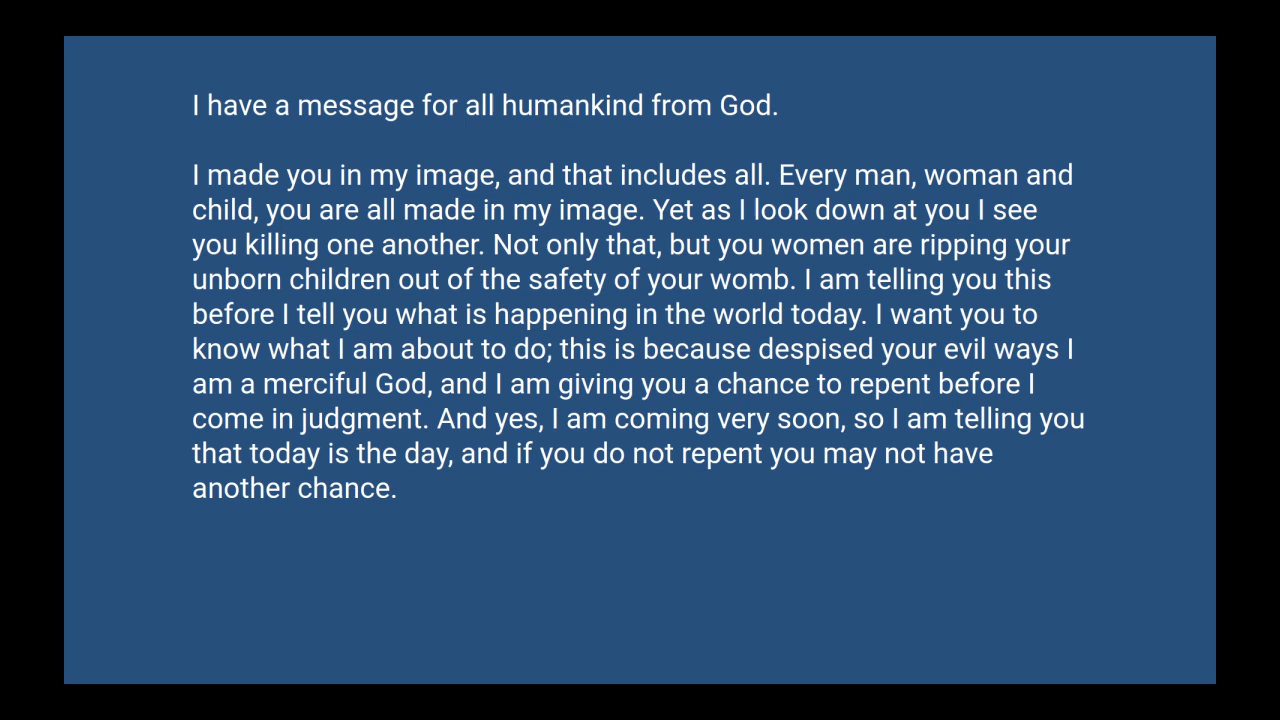 I have a message for all humankind from God.
I made you in my image, and that includes all. Every man, woman and
child, you are all made in my image. Yet as I look down at you I see
you killing one another. Not only that, but you women are ripping your
unborn children out of the safety of your womb. I am telling you this
before I tell you what is happening in the world today. I want you to
know what I am about to do; this is because despised your evil ways I
am a merciful God, and I am giving you a chance to repent before I
come in judgment. And yes, I am coming very soon, so I am telling you
that today is the day, and if you do not repent you may not have
another chance.